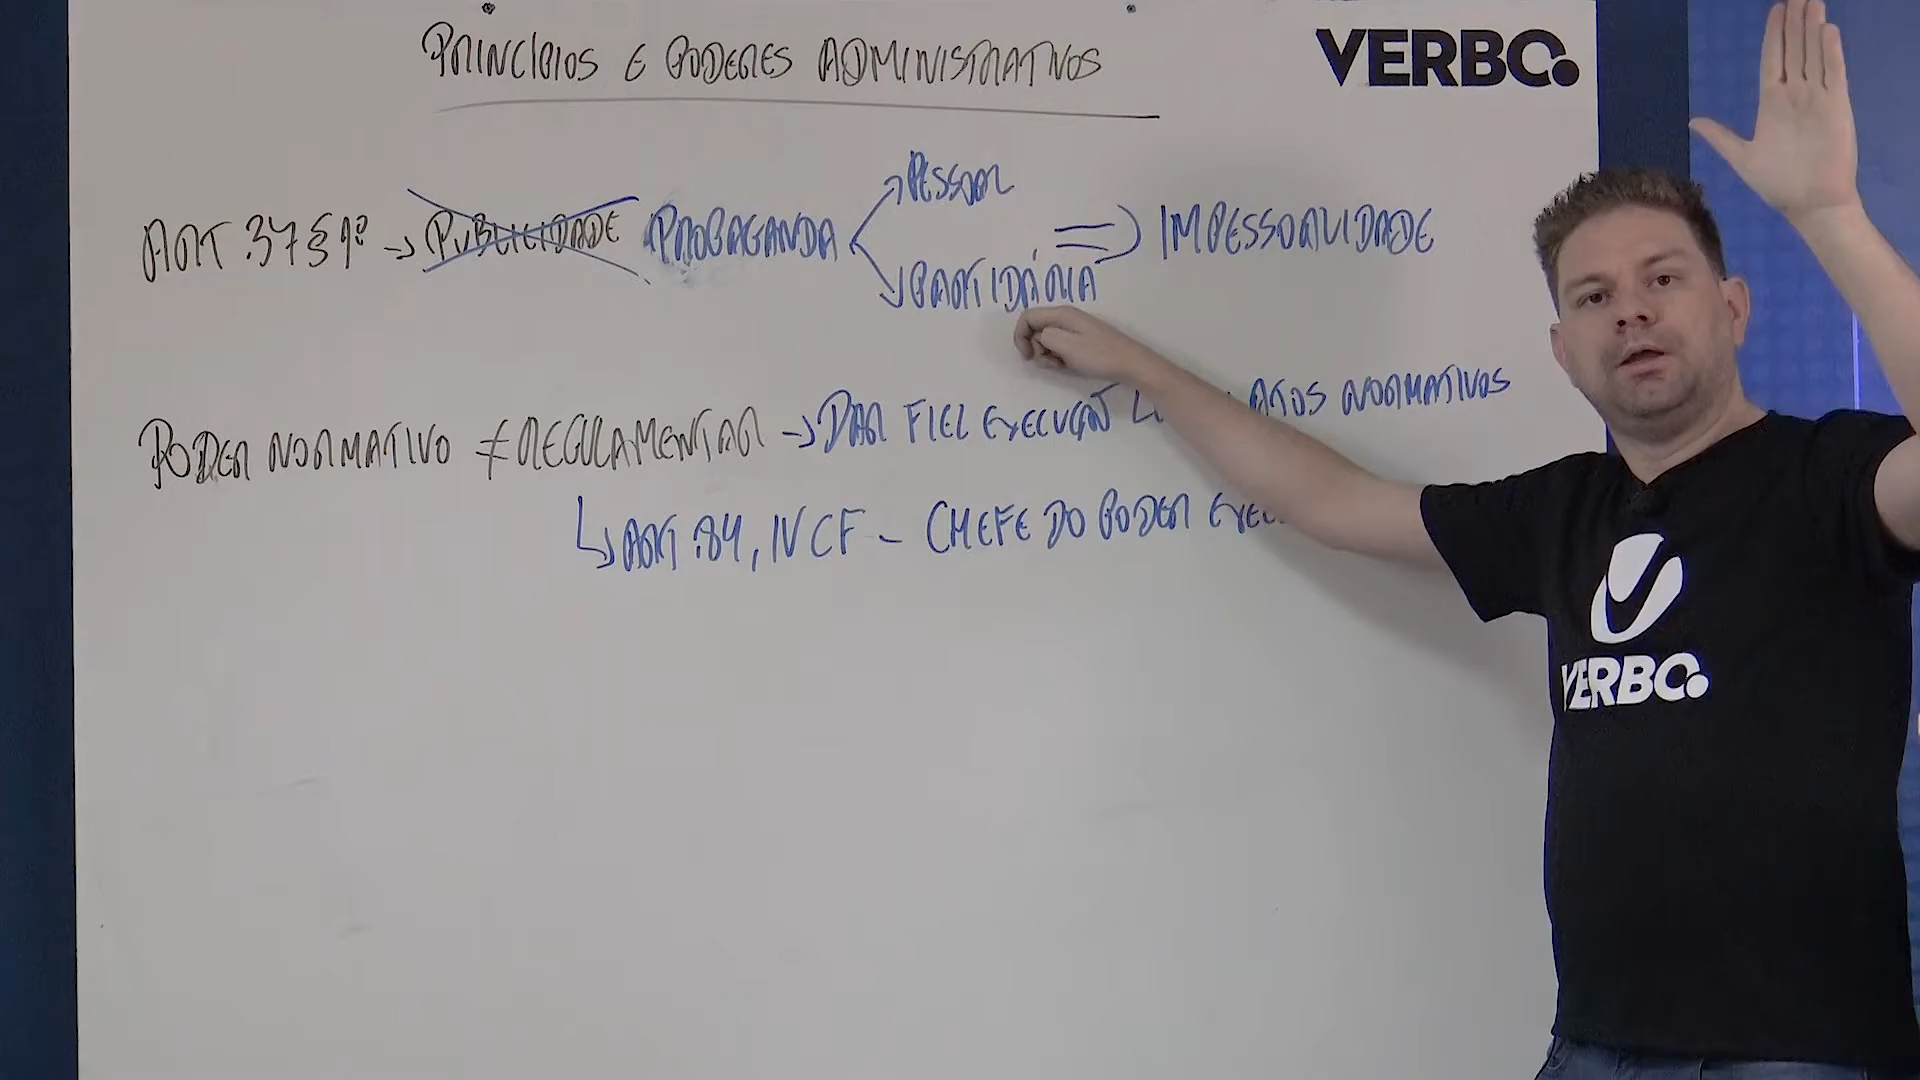 PRINCÍPIOS E PODERES ADMINISTRATIVOS
VERBO.
ART. 37 § 1º → PUBLICIDADE PROPAGANDA
PESSOAL
PARTIDÁRIA
=> IMPESSOALIDADE
PODER NORMATIVO ≠ REGULAMENTAR → DAR FIEL EXECUÇÃO ATOS NORMATIVOS
↳ ART. 84, IV CF - CHEFE DO PODER
VERBO.